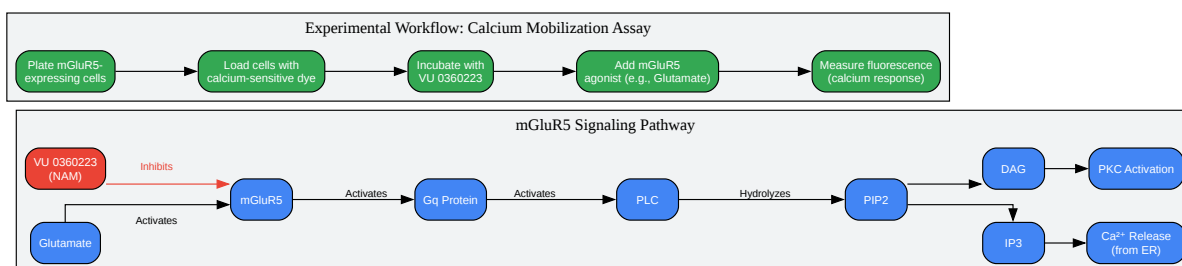 Experimental Workflow: Calcium Mobilization Assay
Plate mGluR5-
expressing cells
Load cells with
calcium-sensitive dye
Incubate with
VU 0360223
Add mGluR5
agonist (e.g., Glutamate)
Measure fluorescence
(calcium response)
mGluR5 Signaling Pathway
VU 0360223
(NAM)
Inhibits
Glutamate
Activates
mGluR5
Activates
Gq Protein
Activates
PLC
Hydrolyzes
PIP2
DAG
PKC Activation
IP3
Ca²⁺ Release
(from ER)